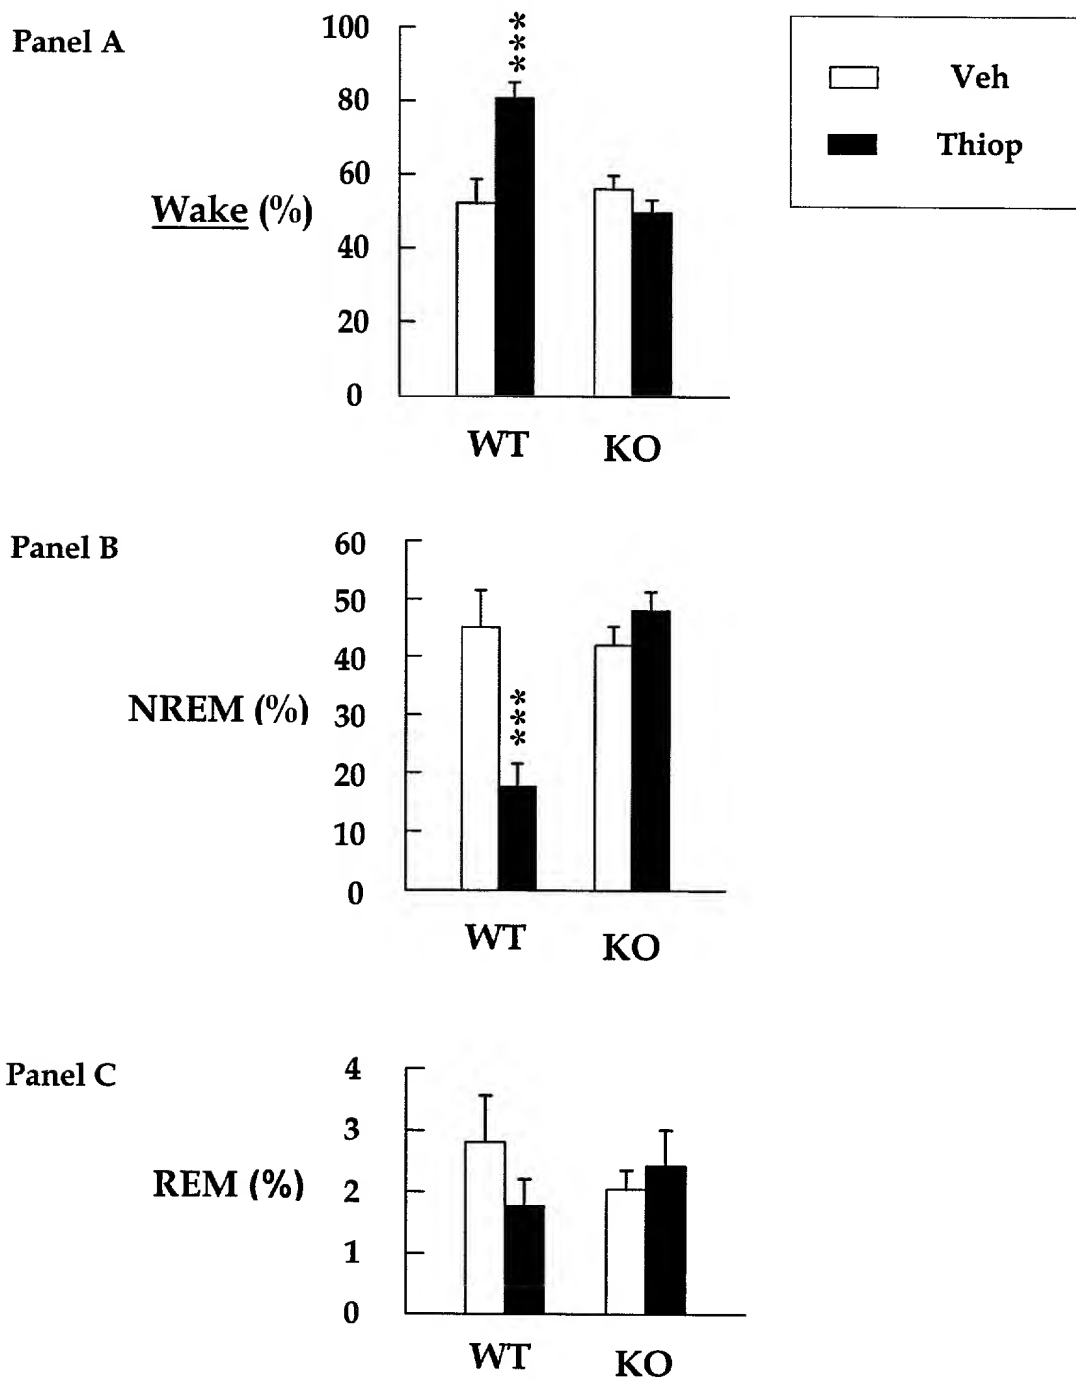 Panel A
Wake (%)
100
80
60
40
20
0
***
WT
KO
Veh
Thiop
Panel B
NREM (%)
60
50
40
30
20
10
0
***
WT
KO
Panel C
REM (%)
4
3
2
1
0
WT
KO